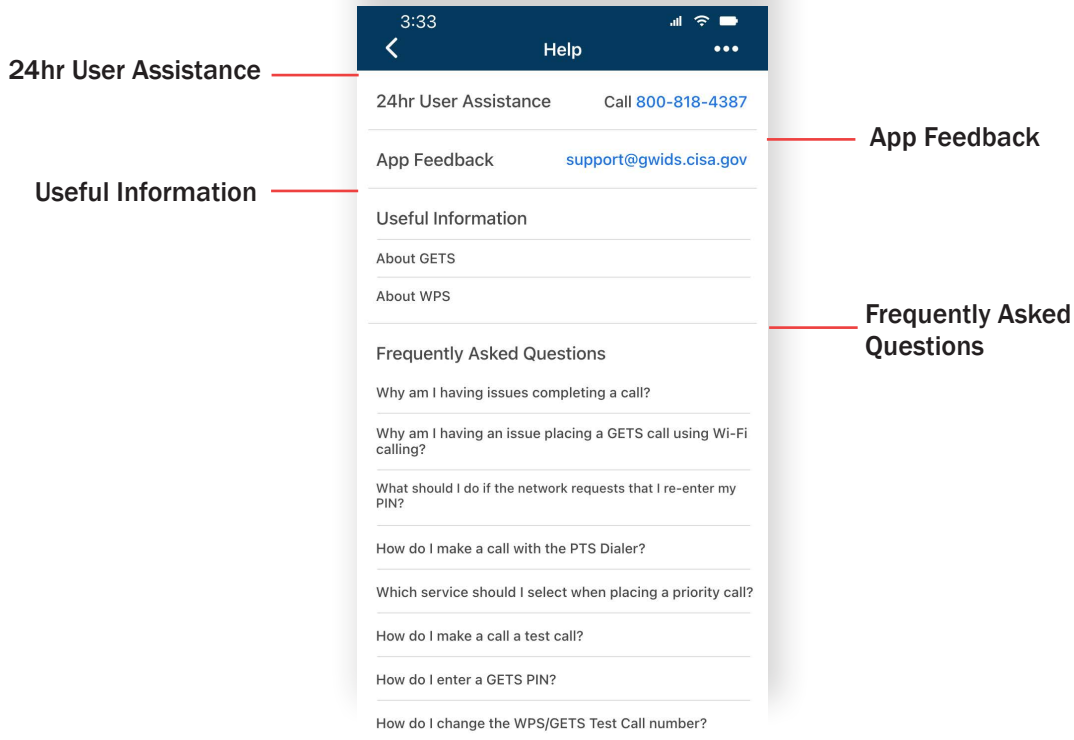 3:33
Help
24hr User Assistance
24hr User Assistance Call 800-818-4387
App Feedback
App Feedback support@gwids.cisa.gov
Useful Information
Useful Information
About GETS
About WPS
Frequently Asked
Questions
Frequently Asked Questions
Why am I having issues completing a call?
Why am I having an issue placing a GETS call using Wi-Fi
calling?
What should I do if the network requests that I re-enter my
PIN?
How do I make a call with the PTS Dialer?
Which service should I select when placing a priority call?
How do I make a call a test call?
How do I enter a GETS PIN?
How do I change the WPS/GETS Test Call number?